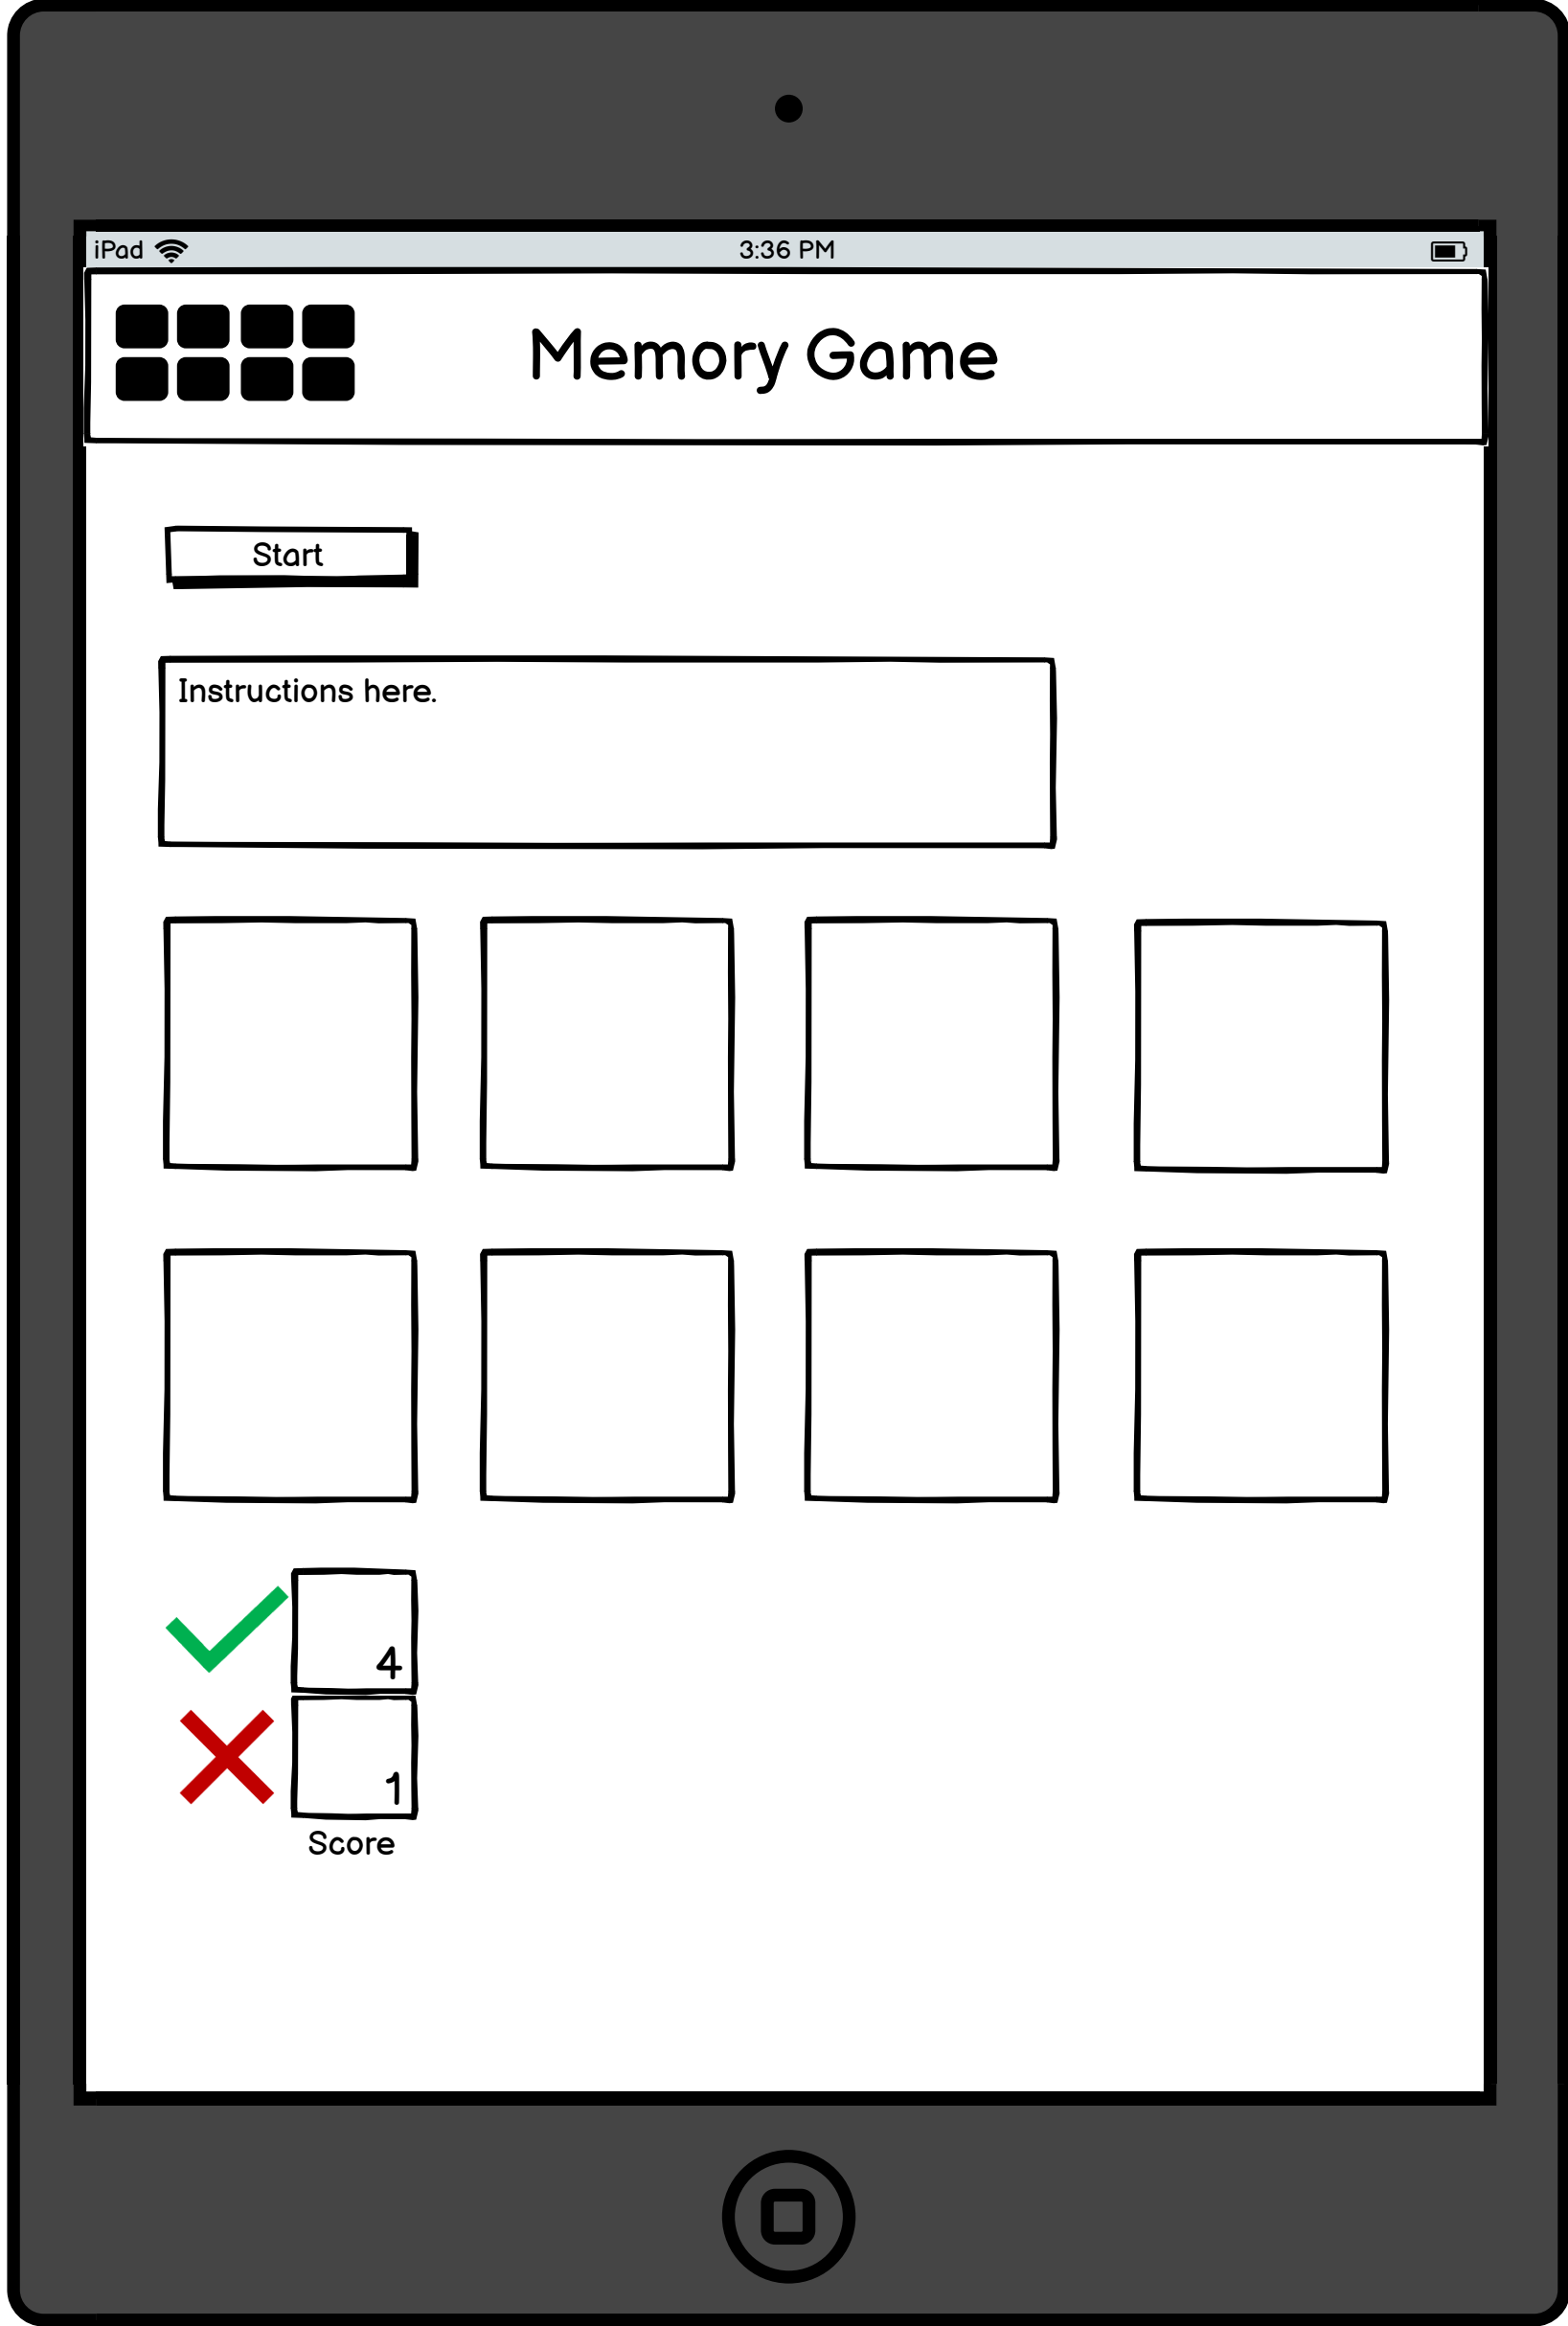 iPad 3:36 PM
Memory Game
Start
Instructions here.
4
1
Score